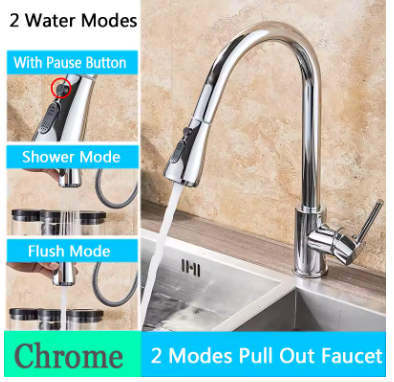 2 Water Modes
With Pause Button
Shower Mode
Flush Mode
Chrome
2 Modes Pull Out Faucet